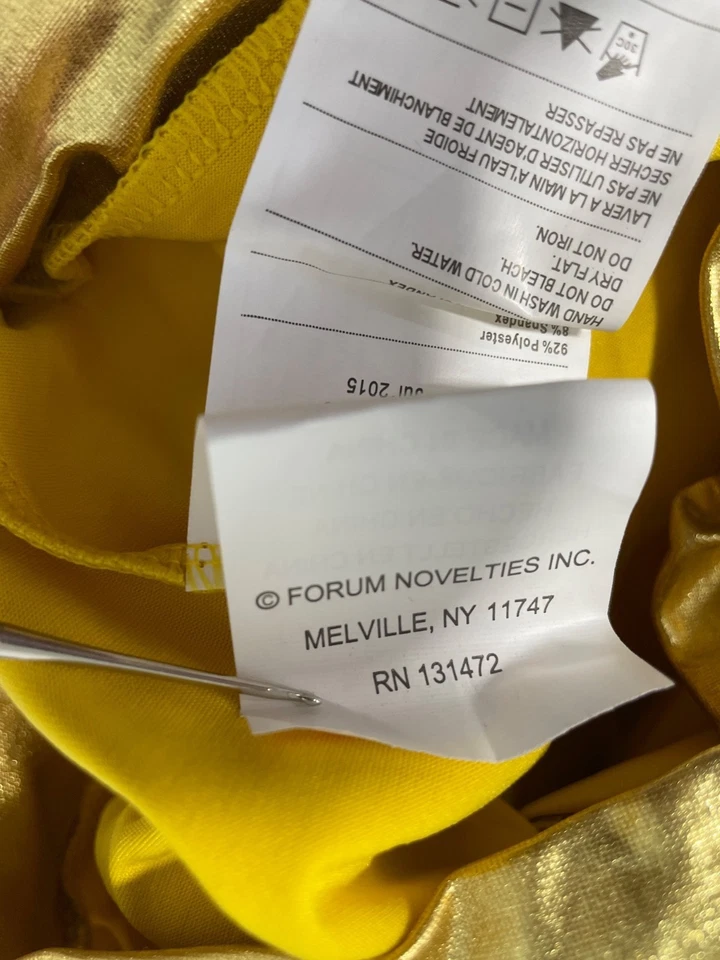 © FORUM NOVELTIES INC.
MELVILLE, NY 11747
RN 131472
Jul 2015
92% Polyester
8% Spandex
HAND WASH IN COLD WATER.
DO NOT BLEACH.
DRY FLAT.
DO NOT IRON.
LAVER A LA MAIN A L'EAU FROIDE
NE PAS UTILISER D'AGENT DE BLANCHIMENT
SECHER HORIZONTALEMENT
NE PAS REPASSER
30C